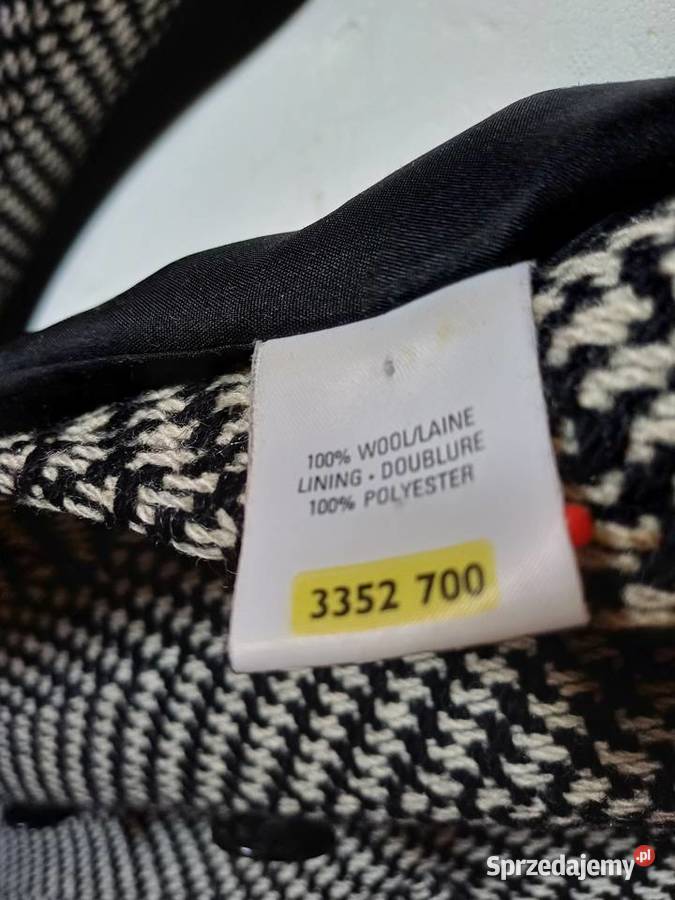 100% WOOL/LAINE
LINING • DOUBLURE
100% POLYESTER
3352 700
Sprzedajemy.pl